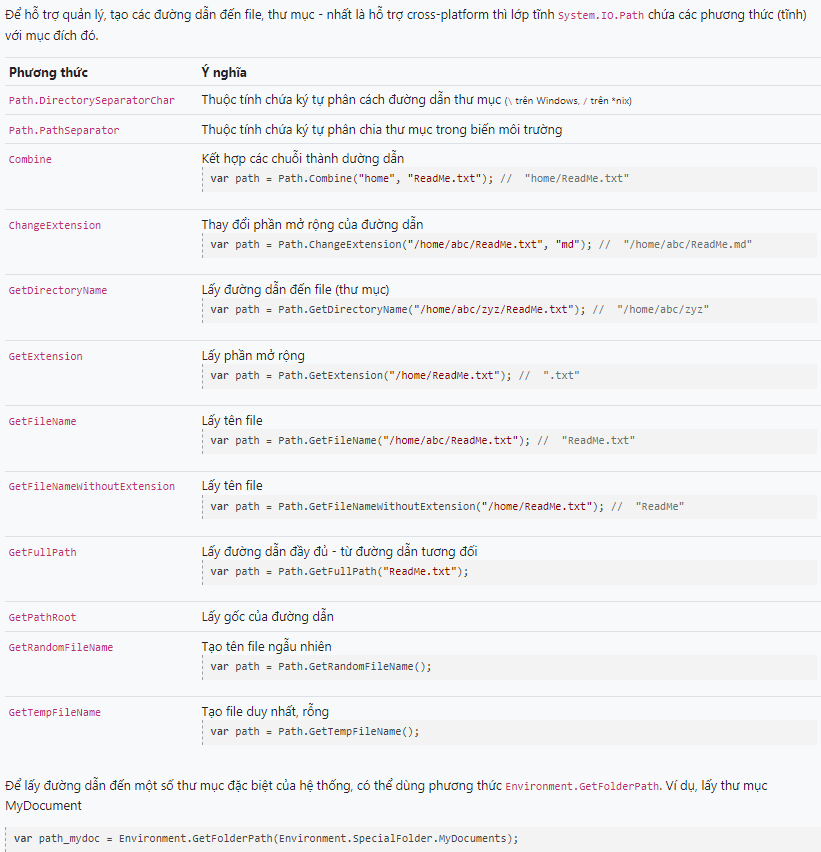 Để hỗ trợ quản lý, tạo các đường dẫn đến file, thư mục - nhất là hỗ trợ cross-platform thì lớp tĩnh System.IO.Path chứa các phương thức (tĩnh)
với mục đích đó.
Phương thức Ý nghĩa
Path.DirectorySeparatorChar Thuộc tính chứa ký tự phân cách đường dẫn thư mục (\ trên Windows, / trên *nix)
Path.PathSeparator Thuộc tính chứa ký tự phân chia thư mục trong biến môi trường
Combine Kết hợp các chuỗi thành dường dẫn
var path = Path.Combine("home", "ReadMe.txt"); // "home/ReadMe.txt"
ChangeExtension Thay đổi phần mở rộng của đường dẫn
var path = Path.ChangeExtension("/home/abc/ReadMe.txt", "md"); // "/home/abc/ReadMe.md"
GetDirectoryName Lấy đường dẫn đến file (thư mục)
var path = Path.GetDirectoryName("/home/abc/zyz/ReadMe.txt"); // "/home/abc/zyz"
GetExtension Lấy phần mở rộng
var path = Path.GetExtension("/home/ReadMe.txt"); // ".txt"
GetFileName Lấy tên file
var path = Path.GetFileName("/home/abc/ReadMe.txt"); // "ReadMe.txt"
GetFileNameWithoutExtension Lấy tên file
var path = Path.GetFileNameWithoutExtension("/home/ReadMe.txt"); // "ReadMe"
GetFullPath Lấy đường dẫn đầy đủ - từ đường dẫn tương đối
var path = Path.GetFullPath("ReadMe.txt");
GetPathRoot Lấy gốc của đường dẫn
GetRandomFileName Tạo tên file ngẫu nhiên
var path = Path.GetRandomFileName();
GetTempFileName Tạo file duy nhất, rỗng
var path = Path.GetTempFileName();
Để lấy đường dẫn đến một số thư mục đặc biệt của hệ thống, có thể dùng phương thức Environment.GetFolderPath. Ví dụ, lấy thư mục
MyDocument
var path_mydoc = Environment.GetFolderPath(Environment.SpecialFolder.MyDocuments);